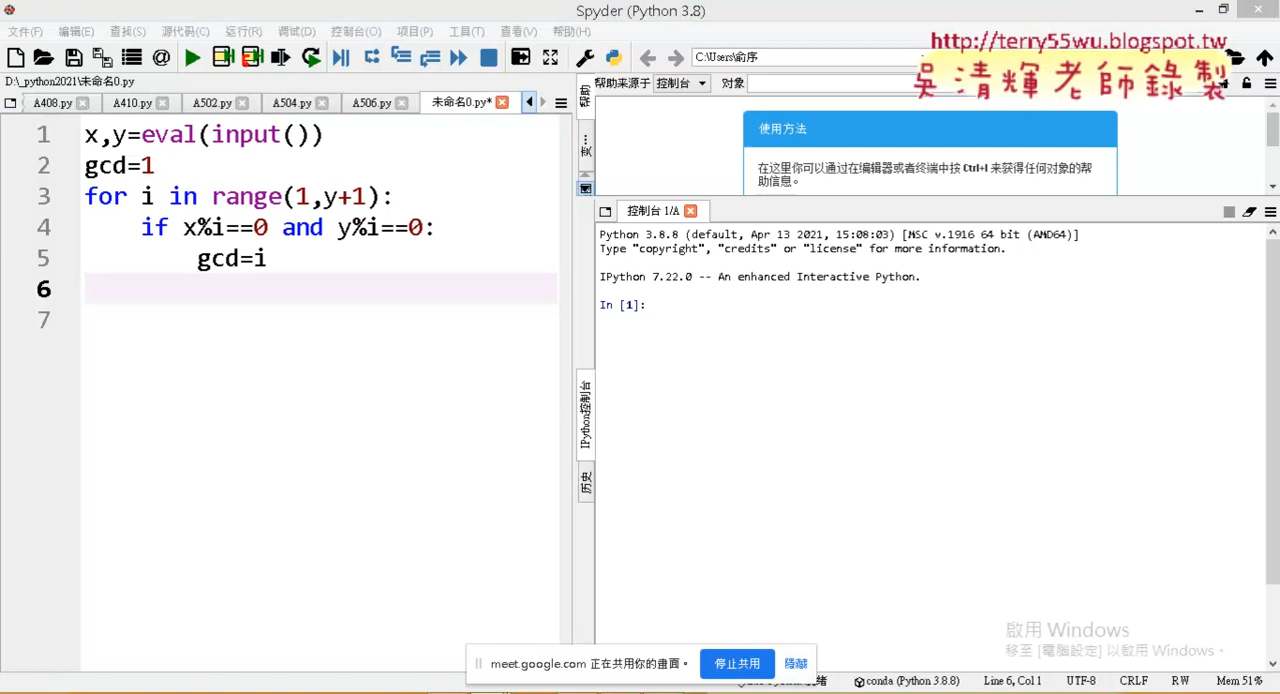 Spyder (Python 3.8)
文件(F) 编辑(E) 查找(S) 源代码(C) 运行(R) 调试(D) 控制台(O) 项目(P) 工具(T) 查看(V) 帮助(H)
http://terry55wu.blogspot.tw
吳清輝老師錄製
C:\Users\俞序
D:\_python2021\未命名0.py
帮助来源于 控制台 对象
A408.py A410.py A502.py A504.py A506.py 未命名0.py*
帮助
使用方法
在这里你可以通过在编辑器或者终端中按 Ctrl+I 来获得任何对象的帮
助信息。
1 x,y=eval(input())
2 gcd=1
3 for i in range(1,y+1):
4 if x%i==0 and y%i==0:
5 gcd=i
6
7
控制台 1/A
Python 3.8.8 (default, Apr 13 2021, 15:08:03) [MSC v.1916 64 bit (AMD64)]
Type "copyright", "credits" or "license" for more information.
IPython 7.22.0 -- An enhanced Interactive Python.
In [1]:
IPython控制台
历史
啟用 Windows
移至 [電腦設定] 以啟用 Windows。
meet.google.com 正在共用你的畫面。 停止共用 隱藏
conda (Python 3.8.8) Line 6, Col 1 UTF-8 CRLF RW Mem 51%